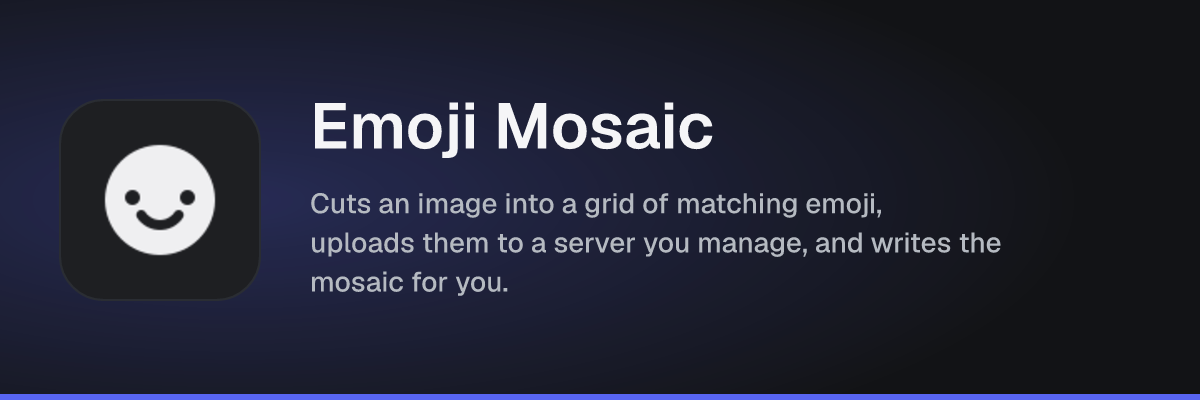 Emoji Mosaic
Cuts an image into a grid of matching emoji,
uploads them to a server you manage, and writes the
mosaic for you.